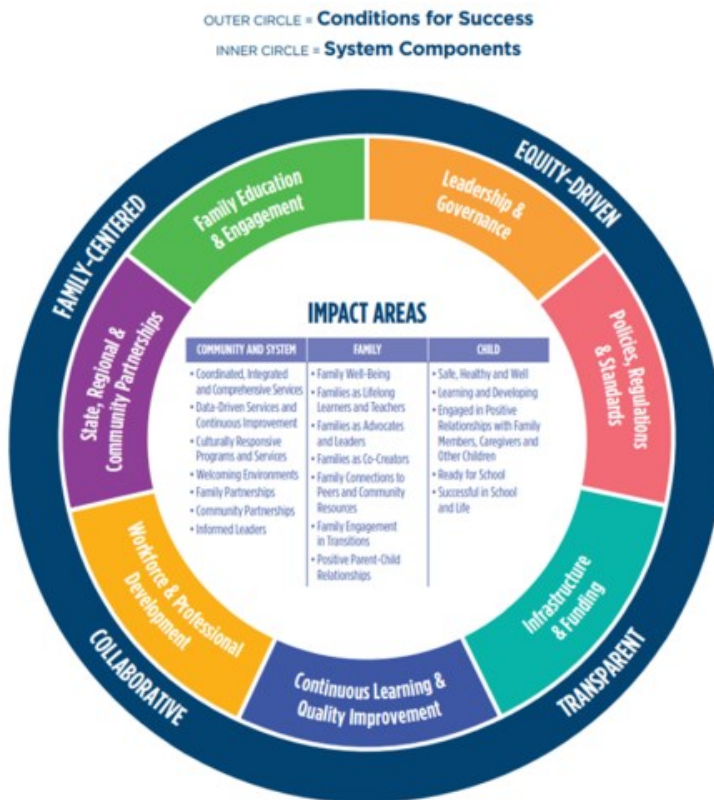 OUTER CIRCLE = Conditions for Success
INNER CIRCLE = System Components
FAMILY-CENTERED
EQUITY-DRIVEN
TRANSPARENT
COLLABORATIVE
Family Education
& Engagement
Leadership &
Governance
Policies, Regulations
& Standards
Infrastructure
& Funding
Continuous Learning &
Quality Improvement
Workforce & Professional
Development
State, Regional &
Community Partnerships
IMPACT AREAS
COMMUNITY AND SYSTEM
• Coordinated, Integrated
and Comprehensive Services
• Data-Driven Services and
Continuous Improvement
• Culturally Responsive
Programs and Services
• Welcoming Environments
• Family Partnerships
• Community Partnerships
• Informed Leaders
FAMILY
• Family Well-Being
• Families as Lifelong
Learners and Teachers
• Families as Advocates
and Leaders
• Families as Co-Creators
• Family Connections to
Peers and Community
Resources
• Family Engagement
in Transitions
• Positive Parent-Child
Relationships
CHILD
• Safe, Healthy and Well
• Learning and Developing
• Engaged in Positive
Relationships with Family
Members, Caregivers and
Other Children
• Ready for School
• Successful in School
and Life